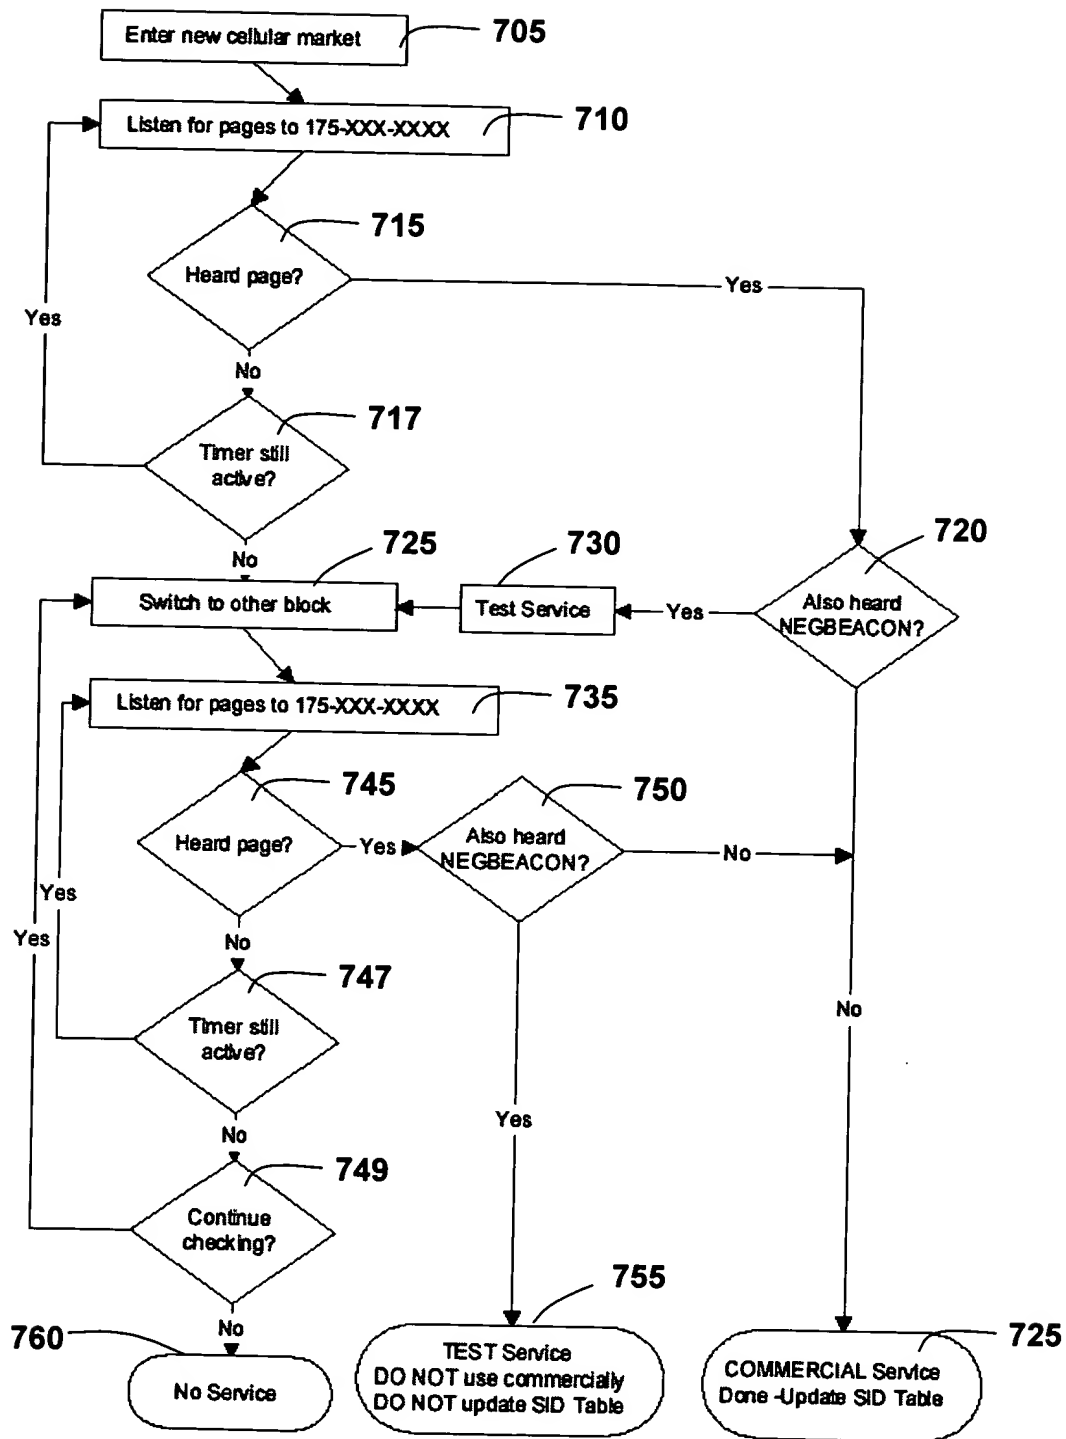 Enter new cellular market
705
Listen for pages to 175-XXX-XXXX
710
715
Heard page?
Yes
Yes
No
717
Timer still
active?
No
725
730
720
Switch to other block
Test Service
Yes
Also heard
NEGBEACON?
Listen for pages to 175-XXX-XXXX
735
745
750
Heard page?
Yes
Also heard
NEGBEACON?
No
Yes
Yes
No
747
Timer still
active?
No
Yes
No
749
Continue
checking?
755
No
760
725
No Service
TEST Service
DO NOT use commercially
DO NOT update SID Table
COMMERCIAL Service
Done -Update SID Table